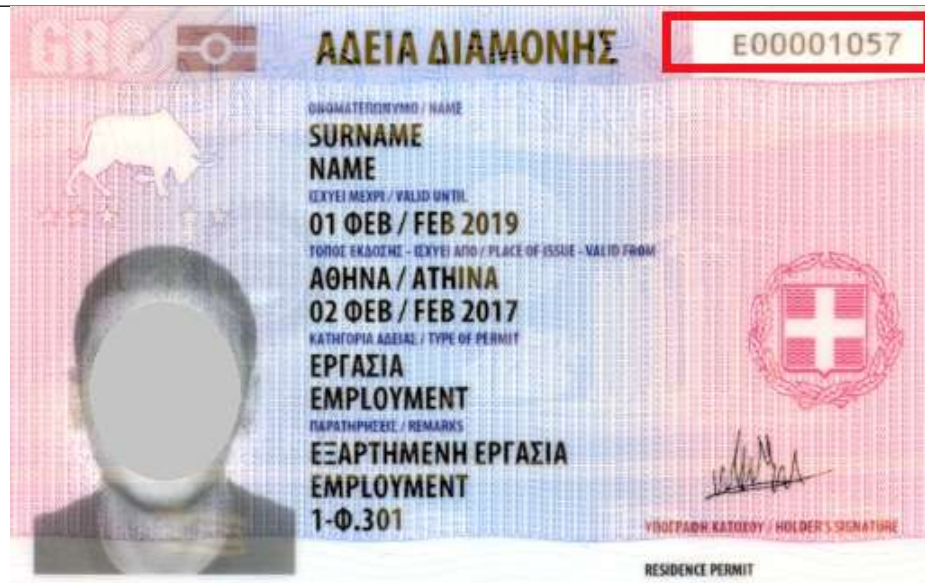 GRC
ΑΔΕΙΑ ΔΙΑΜΟΝΗΣ
E00001057
ΟΝΟΜΑΤΕΠΩΝΥΜΟ / NAME
SURNAME
NAME
ΙΣΧΥΕΙ ΜΕΧΡΙ / VALID UNTIL
01 ΦΕΒ / FEB 2019
ΤΟΠΟΣ ΕΚΔΟΣΗΣ - ΙΣΧΥΕΙ ΑΠΟ / PLACE OF ISSUE - VALID FROM
ΑΘΗΝΑ / ATHINA
02 ΦΕΒ / FEB 2017
ΚΑΤΗΓΟΡΙΑ ΑΔΕΙΑΣ / TYPE OF PERMIT
ΕΡΓΑΣΙΑ
EMPLOYMENT
ΠΑΡΑΤΗΡΗΣΕΙΣ / REMARKS
ΕΞΑΡΤΗΜΕΝΗ ΕΡΓΑΣΙΑ
EMPLOYMENT
1-Φ.301
ΥΠΟΓΡΑΦΗ ΚΑΤΟΧΟΥ / HOLDER'S SIGNATURE
RESIDENCE PERMIT